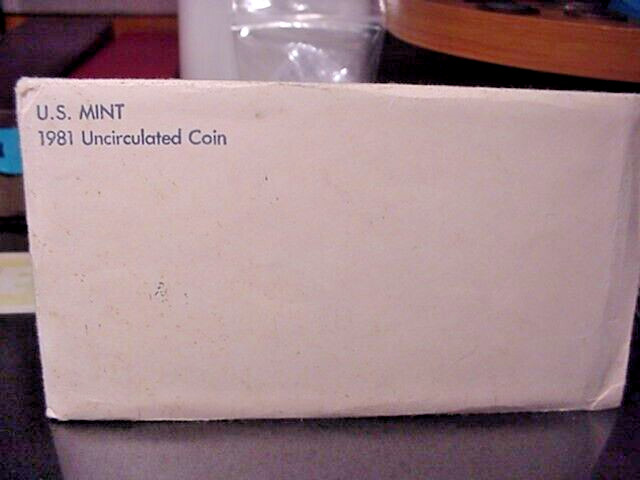 U.S. MINT
1981 Uncirculated Coin